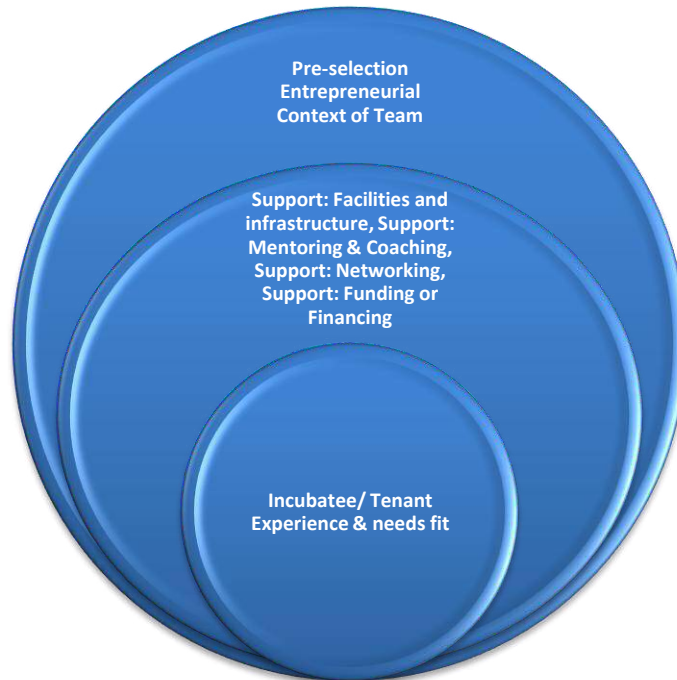 Pre-selection
Entrepreneurial
Context of Team
Support: Facilities and
infrastructure, Support:
Mentoring & Coaching,
Support: Networking,
Support: Funding or
Financing
Incubatee/ Tenant
Experience & needs fit